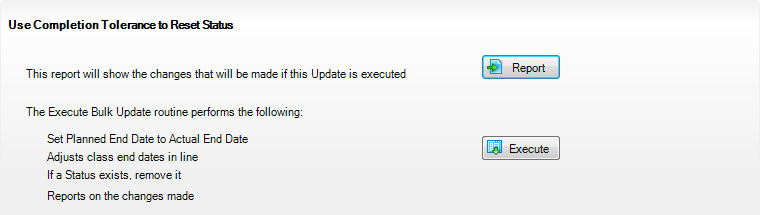 Use Completion Tolerance to Reset Status
This report will show the changes that will be made if this Update is executed
Report
The Execute Bulk Update routine performs the following:
Set Planned End Date to Actual End Date
Adjusts class end dates in line
Execute
If a Status exists, remove it
Reports on the changes made